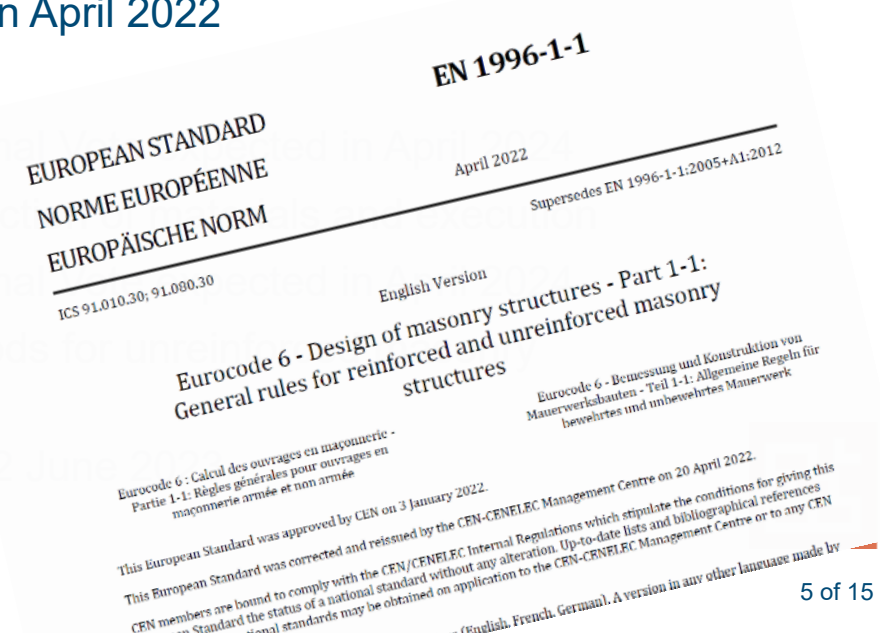 n April 2022
EN 1996-1-1
EUROPEAN STANDARD
NORME EUROPÉENNE
EUROPÄISCHE NORM
April 2022
Supersedes EN 1996-1-1:2005+A1:2012
ICS 91.010.30; 91.080.30
English Version
Eurocode 6 - Design of masonry structures - Part 1-1:
General rules for reinforced and unreinforced masonry
structures
Eurocode 6 : Calcul des ouvrages en maçonnerie -
Partie 1-1: Règles générales pour ouvrages en
maçonnerie armée et non armée
Eurocode 6 - Bemessung und Konstruktion von
Mauerwerksbauten - Teil 1-1: Allgemeine Regeln für
bewehrtes und unbewehrtes Mauerwerk
This European Standard was approved by CEN on 3 January 2022.
This European Standard was corrected and reissued by the CEN-CENELEC Management Centre on 20 April 2022.
CEN members are bound to comply with the CEN/CENELEC Internal Regulations which stipulate the conditions for giving this
Standard the status of a national standard without any alteration. Up-to-date lists and bibliographical references
standards may be obtained on application to the CEN-CENELEC Management Centre or to any CEN
(English, French, German). A version in any other language made by
5 of 15